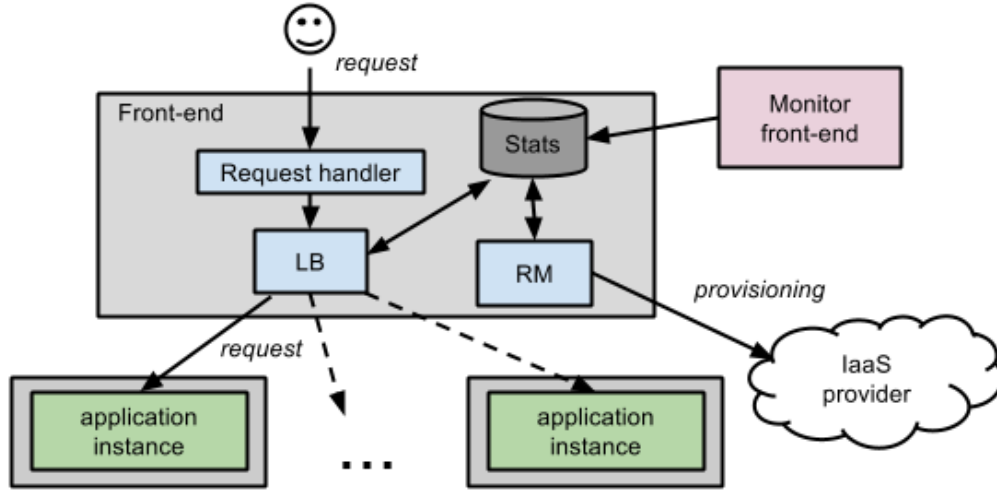 request
Front-end
Stats
Monitor
front-end
Request handler
LB
RM
provisioning
request
IaaS
provider
application
instance
...
application
instance